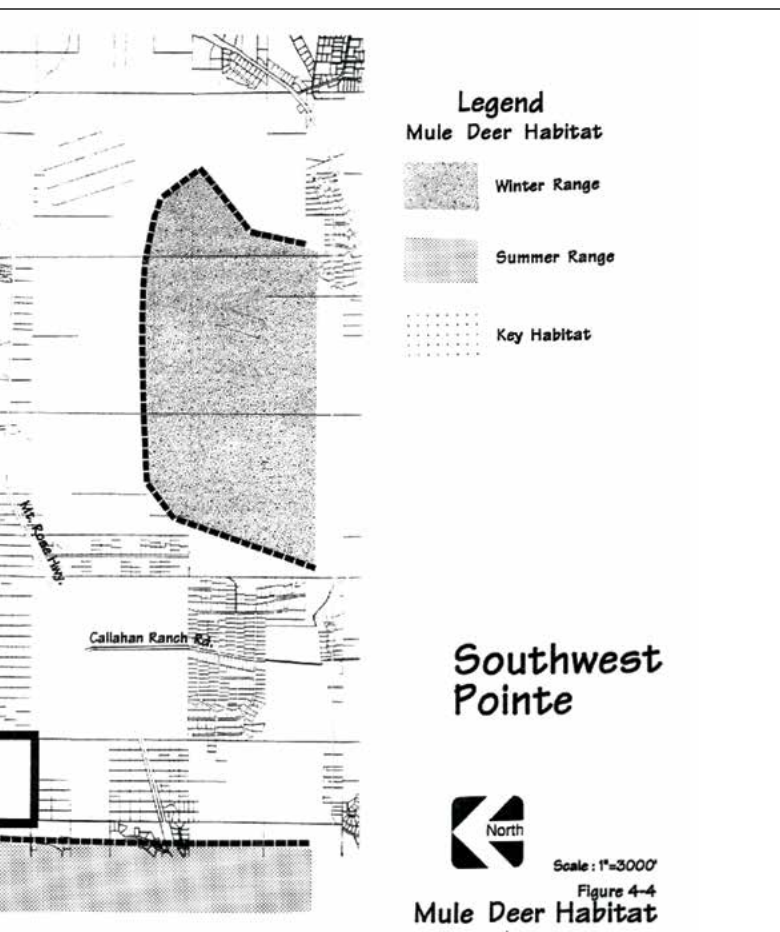 Legend
Mule Deer Habitat
Winter Range
Summer Range
Key Habitat
Mt. Rose Hwy.
Callahan Ranch Rd.
Southwest
Pointe
North
Scale : 1"=3000'
Figure 4-4
Mule Deer Habitat